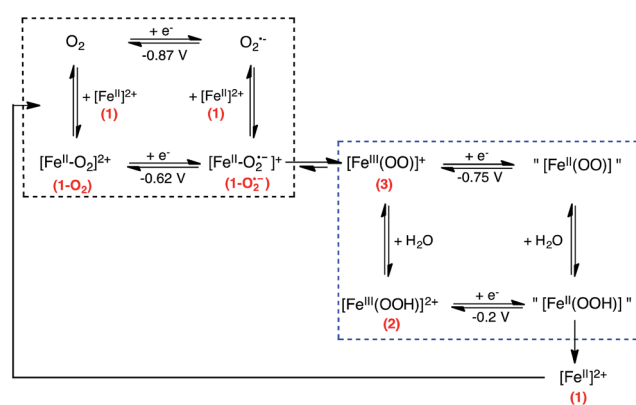 O₂ + e⁻ O₂•⁻
-0.87 V
+ [Feᴵᴵ]²⁺ + [Feᴵᴵ]²⁺
(1) (1)
[Feᴵᴵ-O₂]²⁺ + e⁻ [Feᴵᴵ-O₂•⁻]⁺ [Feᴵᴵᴵ(OO)]⁺ + e⁻ " [Feᴵᴵ(OO)] "
(1-O₂) -0.62 V (1-O₂•⁻) (3) -0.75 V
+ H₂O + H₂O
[Feᴵᴵᴵ(OOH)]²⁺ + e⁻ " [Feᴵᴵ(OOH)] "
(2) -0.2 V
[Feᴵᴵ]²⁺
(1)